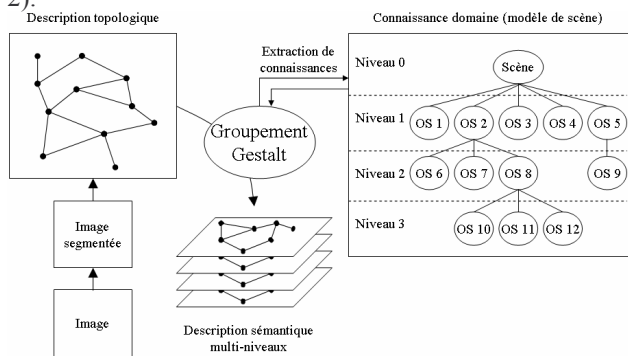 2).
Description topologique
Connaissance domaine (modèle de scène)
Extraction de
connaissances
Groupement
Gestalt
Niveau 0
Scène
Niveau 1
OS 1
OS 2
OS 3
OS 4
OS 5
Niveau 2
OS 6
OS 7
OS 8
OS 9
Niveau 3
OS 10
OS 11
OS 12
Image
segmentée
Image
Description sémantique
multi-niveaux